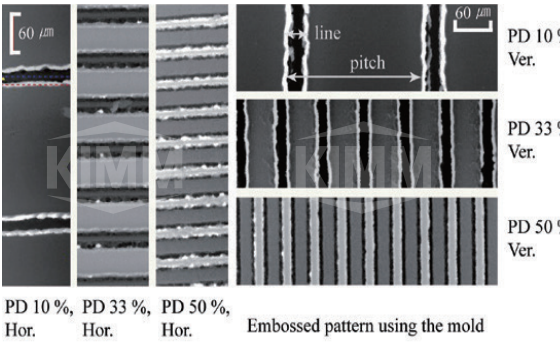 60 ㎛
60 ㎛
line
pitch
PD 10 %
Ver.
PD 33 %
Ver.
PD 50 %
Ver.
KIMM
KIMM
PD 10 %,
Hor.
PD 33 %,
Hor.
PD 50 %,
Hor.
Embossed pattern using the mold